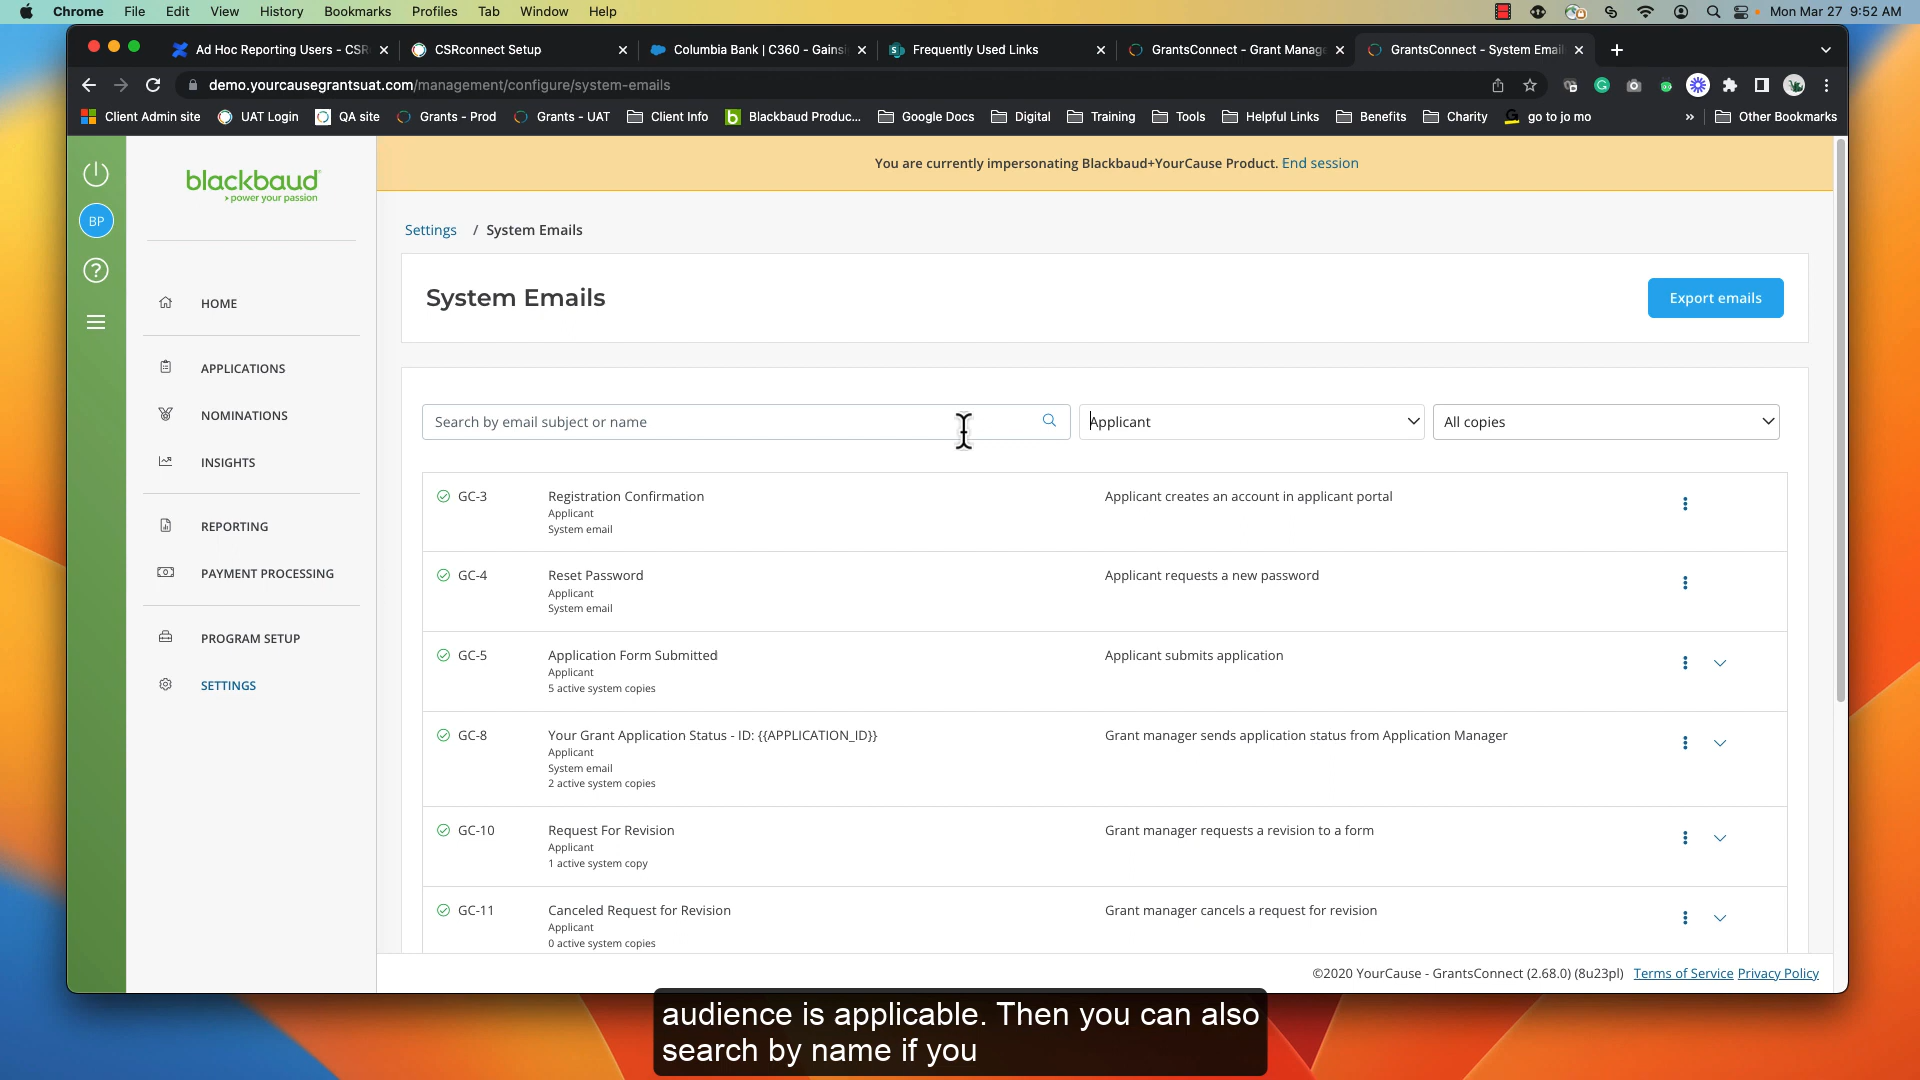 Chrome File Edit View History Bookmarks Profiles Tab Window Help Mon Mar 27 9:52 AM
Ad Hoc Reporting Users - CSR CSRconnect Setup Columbia Bank | C360 - Gains Frequently Used Links GrantsConnect - Grant Manage GrantsConnect - System Email
demo.yourcausegrantsuat.com/management/configure/system-emails
Client Admin site UAT Login QA site Grants - Prod Grants - UAT Client Info Blackbaud Produc... Google Docs Digital Training Tools Helpful Links Benefits Charity go to jo mo » Other Bookmarks
You are currently impersonating Blackbaud+YourCause Product. End session
blackbaud
power your passion
BP
HOME
APPLICATIONS
NOMINATIONS
INSIGHTS
REPORTING
PAYMENT PROCESSING
PROGRAM SETUP
SETTINGS
Settings / System Emails
System Emails
Export emails
Search by email subject or name Applicant All copies
GC-3 Registration Confirmation Applicant creates an account in applicant portal
Applicant
System email
GC-4 Reset Password Applicant requests a new password
Applicant
System email
GC-5 Application Form Submitted Applicant submits application
Applicant
5 active system copies
GC-8 Your Grant Application Status - ID: {{APPLICATION_ID}} Grant manager sends application status from Application Manager
Applicant
System email
2 active system copies
GC-10 Request For Revision Grant manager requests a revision to a form
Applicant
1 active system copy
GC-11 Canceled Request for Revision Grant manager cancels a request for revision
Applicant
0 active system copies
©2020 YourCause - GrantsConnect (2.68.0) (8u23pl) Terms of Service Privacy Policy
audience is applicable. Then you can also
search by name if you